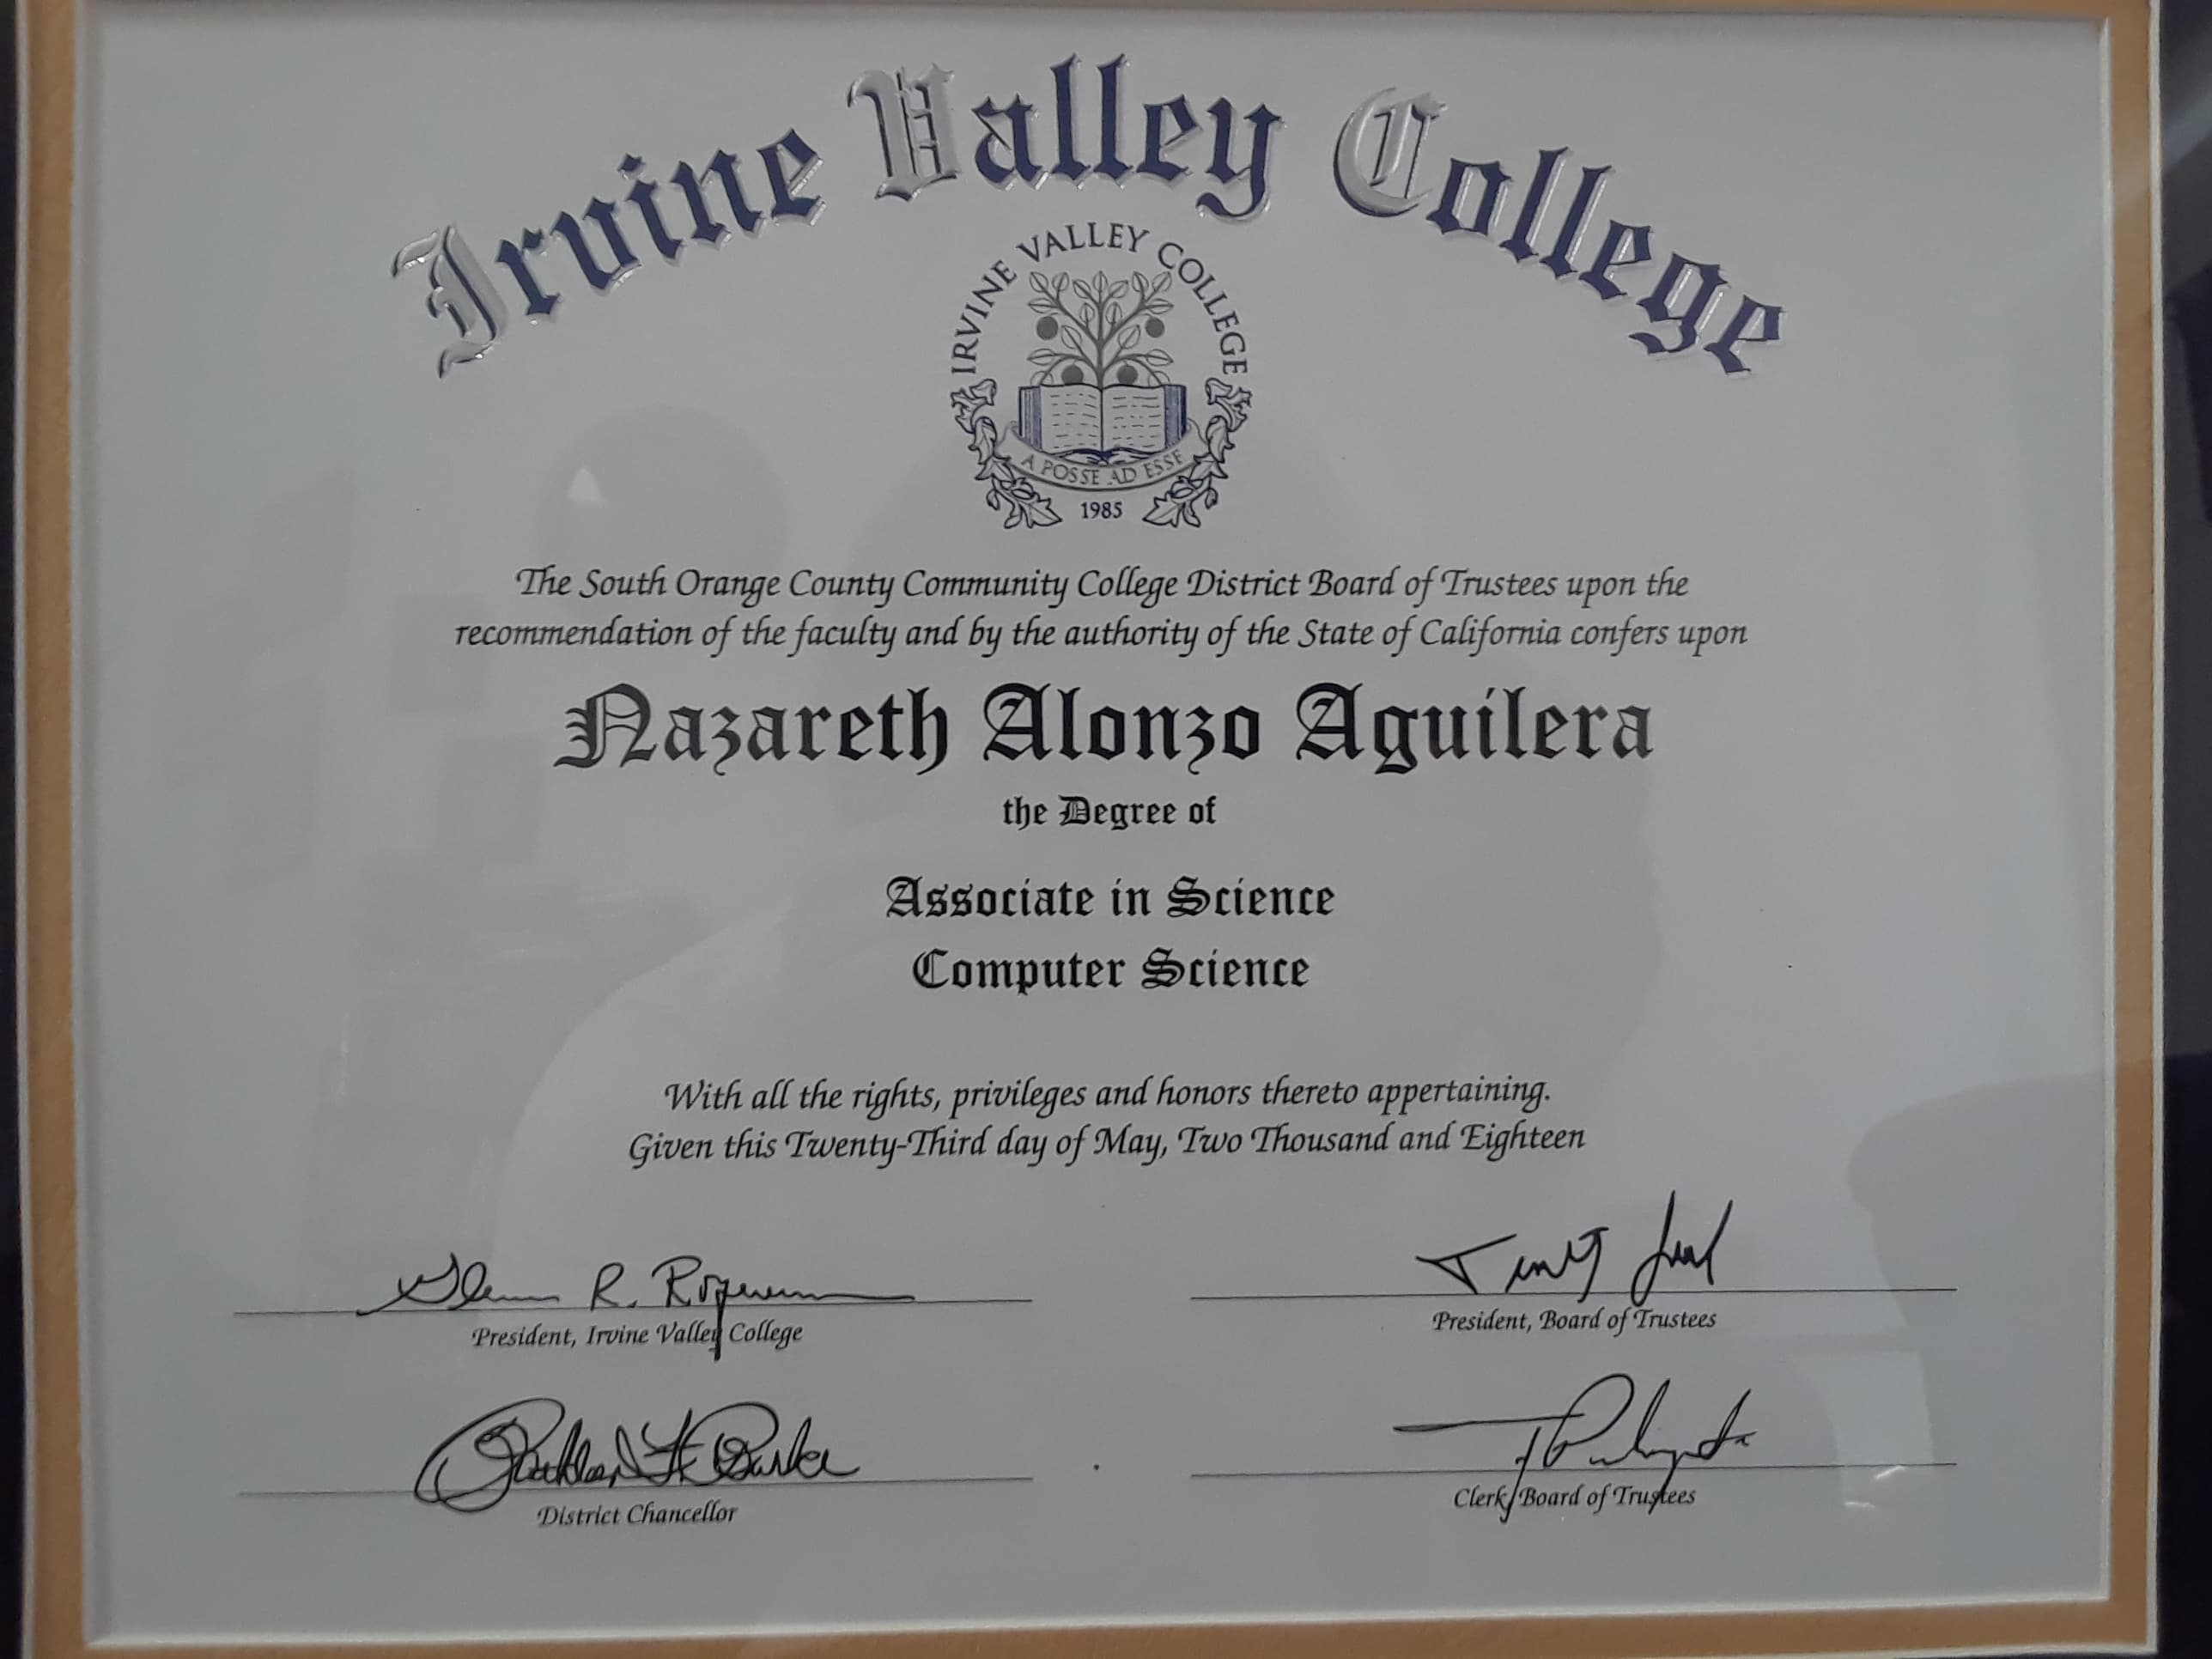 Irvine Valley College
IRVINE VALLEY COLLEGE
A POSSE AD ESSE
1985
The South Orange County Community College District Board of Trustees upon the
recommendation of the faculty and by the authority of the State of California confers upon
Nazareth Alonzo Aguilera
the Degree of
Associate in Science
Computer Science
With all the rights, privileges and honors thereto appertaining.
Given this Twenty-Third day of May, Two Thousand and Eighteen
Glenn R. Roquemore
President, Irvine Valley College
President, Board of Trustees
District Chancellor
Clerk, Board of Trustees